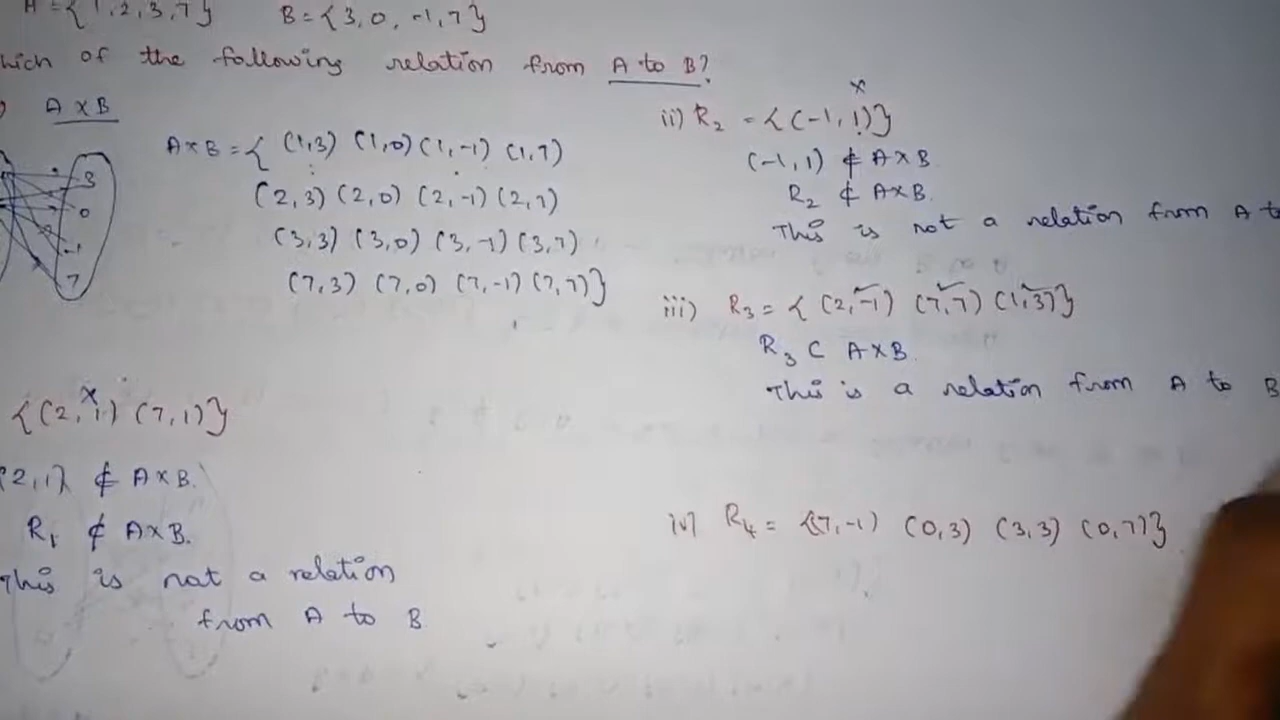 A = {1,2,3,7} B = {3,0,-1,7}
hich of the following relation from A to B?
A×B
A×B = { (1,3) (1,0) (1,-1) (1,7)
(2,3) (2,0) (2,-1) (2,7)
(3,3) (3,0) (3,-1) (3,7)
(7,3) (7,0) (7,-1) (7,7)}
3
0
-1
7
{(2,1) (7,1)}
x
(2,1) ∉ A×B.
R₁ ⊄ A×B.
This is not a relation
from A to B
x
ii) R₂ = {(-1,1)}
(-1,1) ∉ A×B
R₂ ⊄ A×B.
This is not a relation from A to
iii) R₃ = { (2,-1) (7,7) (1,3)}
R₃ ⊂ A×B.
This is a relation from A to B
iv) R₄ = {(7,-1) (0,3) (3,3) (0,7)}